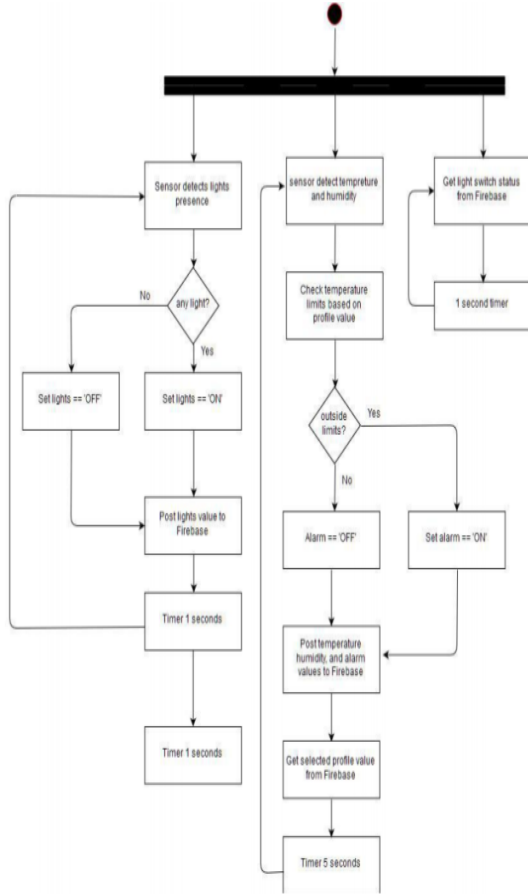 Sensor detects lights
presence
sensor detect tempreture
and humidity
Get light switch status
from Firebase
Check temperature
limits based on
profile value
1 second timer
No
any light?
Yes
Set lights == 'OFF'
Set lights == 'ON'
outside
limits?
Yes
No
Post lights value to
Firebase
Alarm == 'OFF'
Set alarm == 'ON'
Timer 1 seconds
Post temperature
humidity, and alarm
values to Firebase
Timer 1 seconds
Get selected profile value
from Firebase
Timer 5 seconds